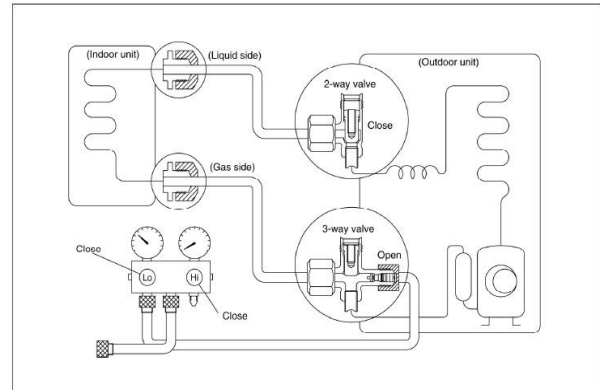 (Indoor unit)
(Liquid side)
(Outdoor unit)
2-way valve
Close
(Gas side)
3-way valve
Open
Close
Lo
Hi
Close